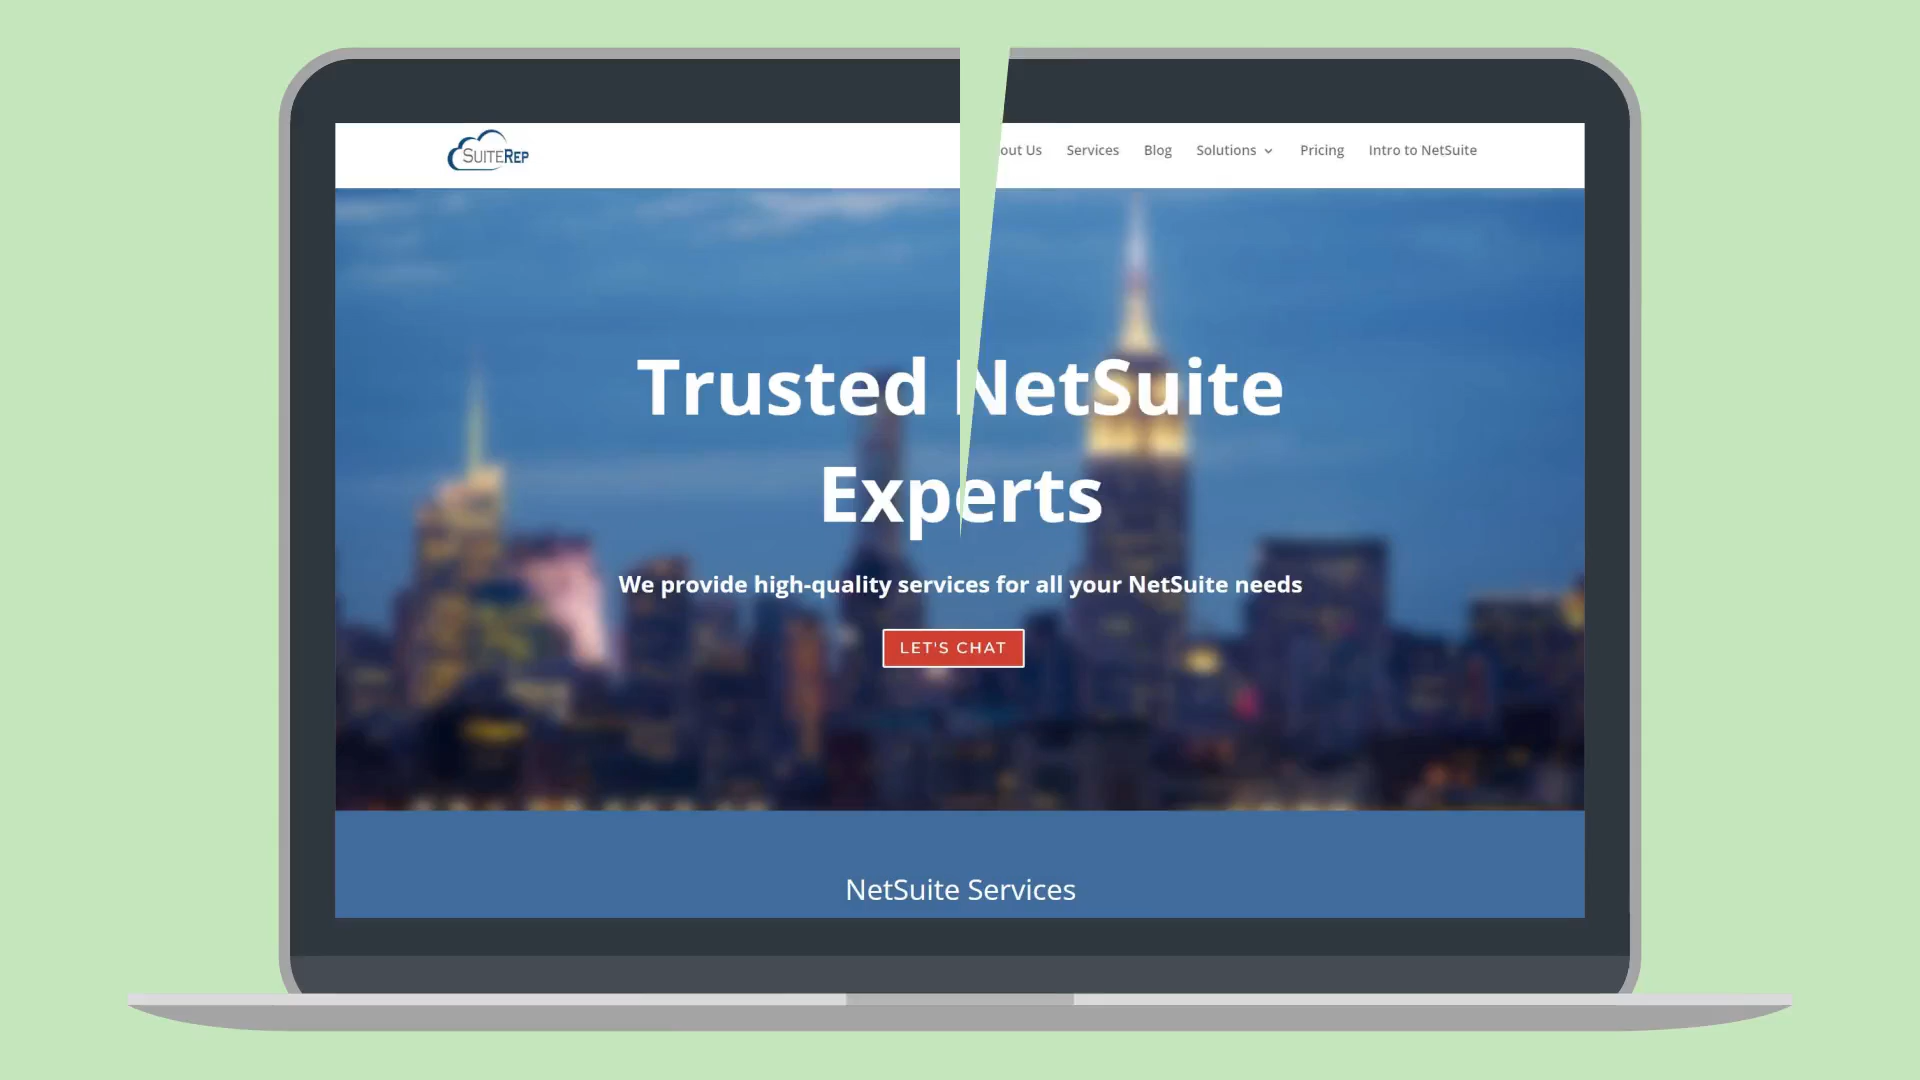 SUITEREP
out Us Services Blog Solutions Pricing Intro to NetSuite
Trusted NetSuite
Experts
We provide high-quality services for all your NetSuite needs
LET'S CHAT
NetSuite Services